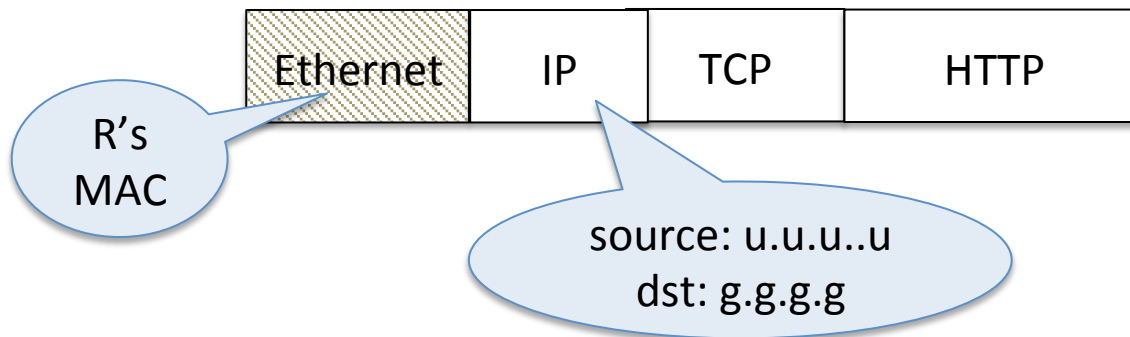 Ethernet IP TCP HTTP
R's
MAC
source: u.u.u..u
dst: g.g.g.g